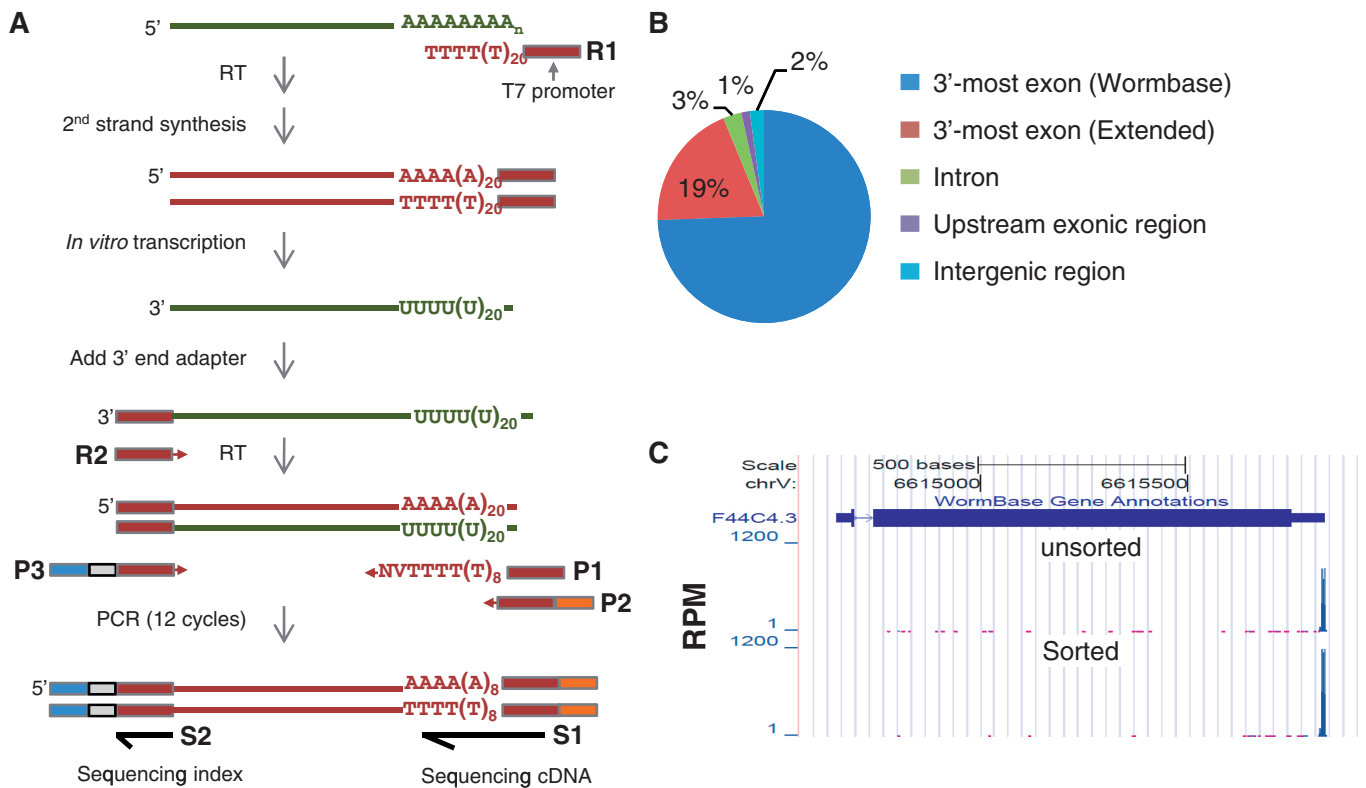 A
5’ AAAAAAAAn
TTTT(T)20 R1
RT
T7 promoter
2nd strand synthesis
5’ AAAA(A)20
TTTT(T)20
In vitro transcription
3’ UUUU(U)20
Add 3’ end adapter
3’ UUUU(U)20
R2 RT
5’ AAAA(A)20
UUUU(U)20
P3 NVTTTT(T)8 P1
P2
PCR (12 cycles)
5’ AAAA(A)8
TTTT(T)8
S2 S1
Sequencing index Sequencing cDNA
B
2%
1%
3%
19%
3’-most exon (Wormbase)
3’-most exon (Extended)
Intron
Upstream exonic region
Intergenic region
C
Scale 500 bases
chrV: 6615000 6615500
WormBase Gene Annotations
F44C4.3
1200
unsorted
RPM
1
1200
Sorted
1